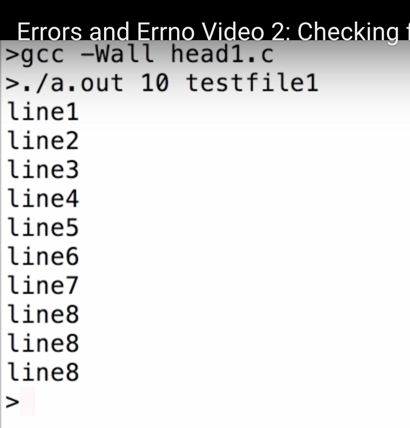 Errors and Errno Video 2: Checking
>gcc -Wall head1.c
>./a.out 10 testfile1
line1
line2
line3
line4
line5
line6
line7
line8
line8
line8
>